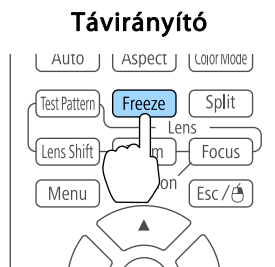 Távirányító
Auto Aspect Color Mode
Test Pattern Freeze Split
Lens
Lens Shift Focus
Menu Esc /